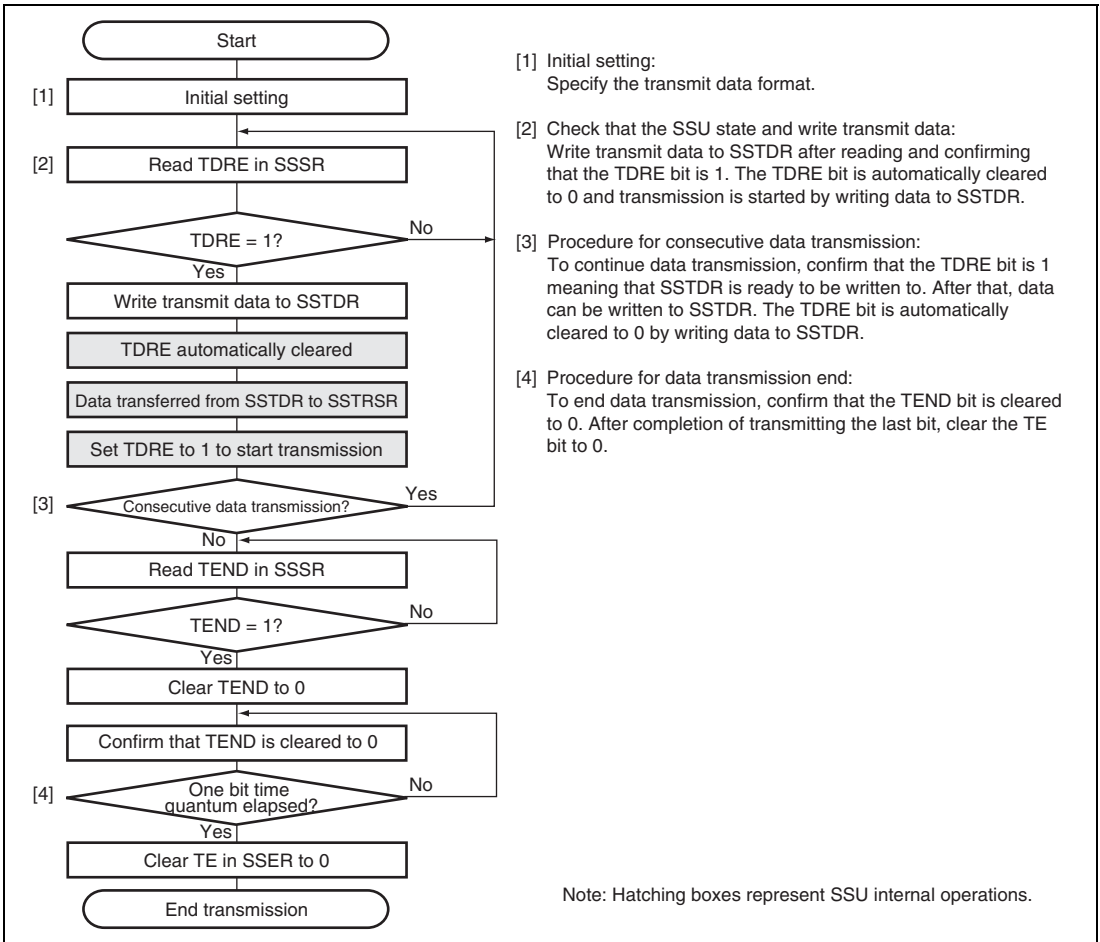 Start
[1] Initial setting
[2] Read TDRE in SSSR
TDRE = 1?
No
Yes
Write transmit data to SSTDR
TDRE automatically cleared
Data transferred from SSTDR to SSTRSR
Set TDRE to 1 to start transmission
[3] Consecutive data transmission?
Yes
No
Read TEND in SSSR
TEND = 1?
No
Yes
Clear TEND to 0
Confirm that TEND is cleared to 0
[4] One bit time
quantum elapsed?
No
Yes
Clear TE in SSER to 0
End transmission
[1] Initial setting:
Specify the transmit data format.
[2] Check that the SSU state and write transmit data:
Write transmit data to SSTDR after reading and confirming
that the TDRE bit is 1. The TDRE bit is automatically cleared
to 0 and transmission is started by writing data to SSTDR.
[3] Procedure for consecutive data transmission:
To continue data transmission, confirm that the TDRE bit is 1
meaning that SSTDR is ready to be written to. After that, data
can be written to SSTDR. The TDRE bit is automatically
cleared to 0 by writing data to SSTDR.
[4] Procedure for data transmission end:
To end data transmission, confirm that the TEND bit is cleared
to 0. After completion of transmitting the last bit, clear the TE
bit to 0.
Note: Hatching boxes represent SSU internal operations.